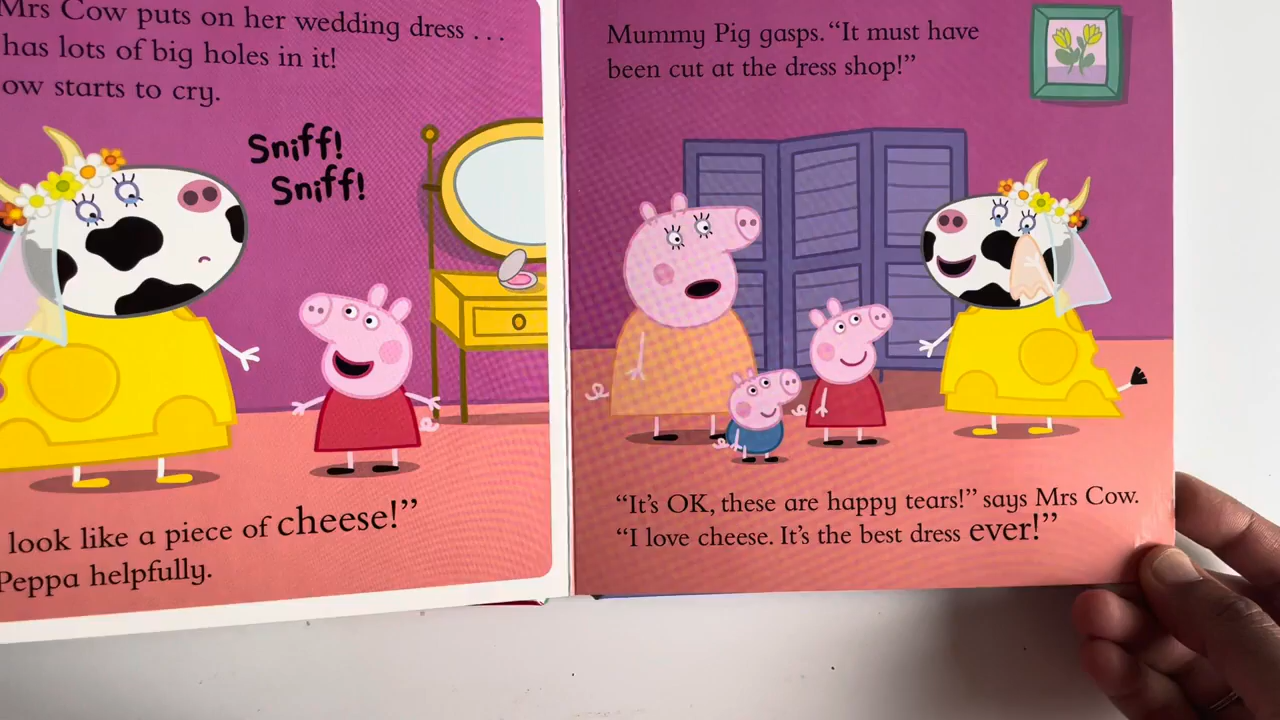 Mrs Cow puts on her wedding dress . . .
has lots of big holes in it!
ow starts to cry.
Sniff!
Sniff!
look like a piece of cheese!”
Peppa helpfully.
Mummy Pig gasps. “It must have
been cut at the dress shop!”
“It’s OK, these are happy tears!” says Mrs Cow.
“I love cheese. It’s the best dress ever!”